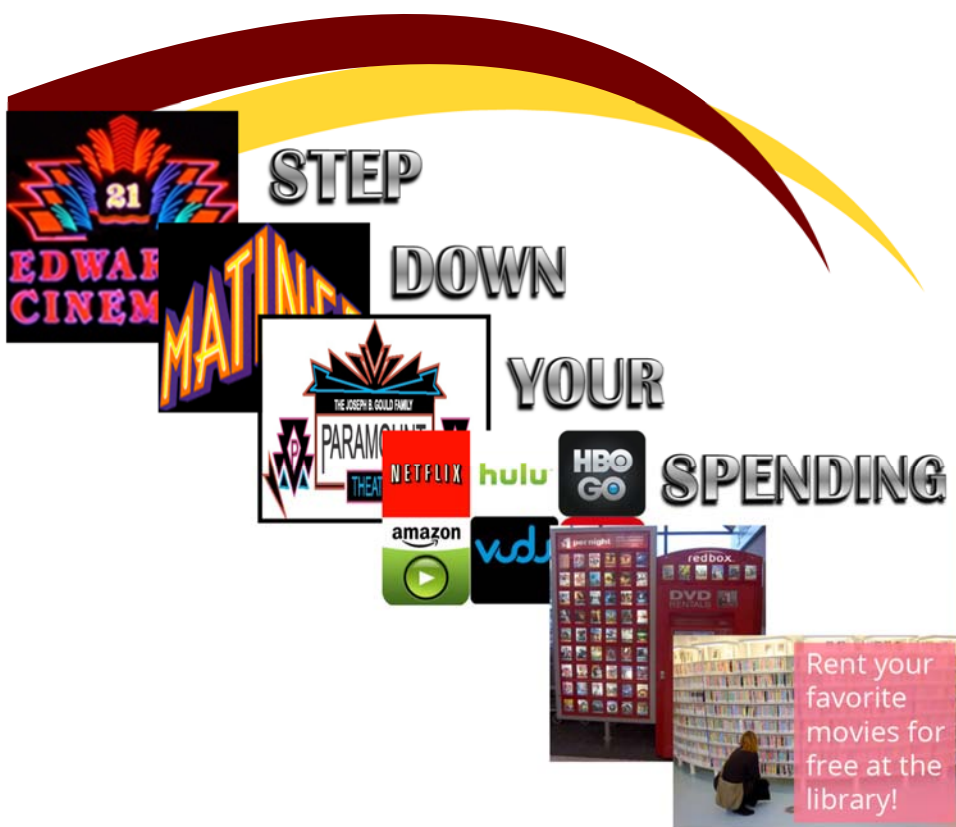 21
EDWAR
CINEM
STEP
MATINE
DOWN
THE JOSEPH B. GOULD FAMILY
P
PARAMOUNT
THEAT
YOUR
NETFLIX
hulu
HBO
GO
SPENDING
amazon
vudu
per night
redbox.
DVD
RENTALS
Rent your
favorite
movies for
free at the
library!